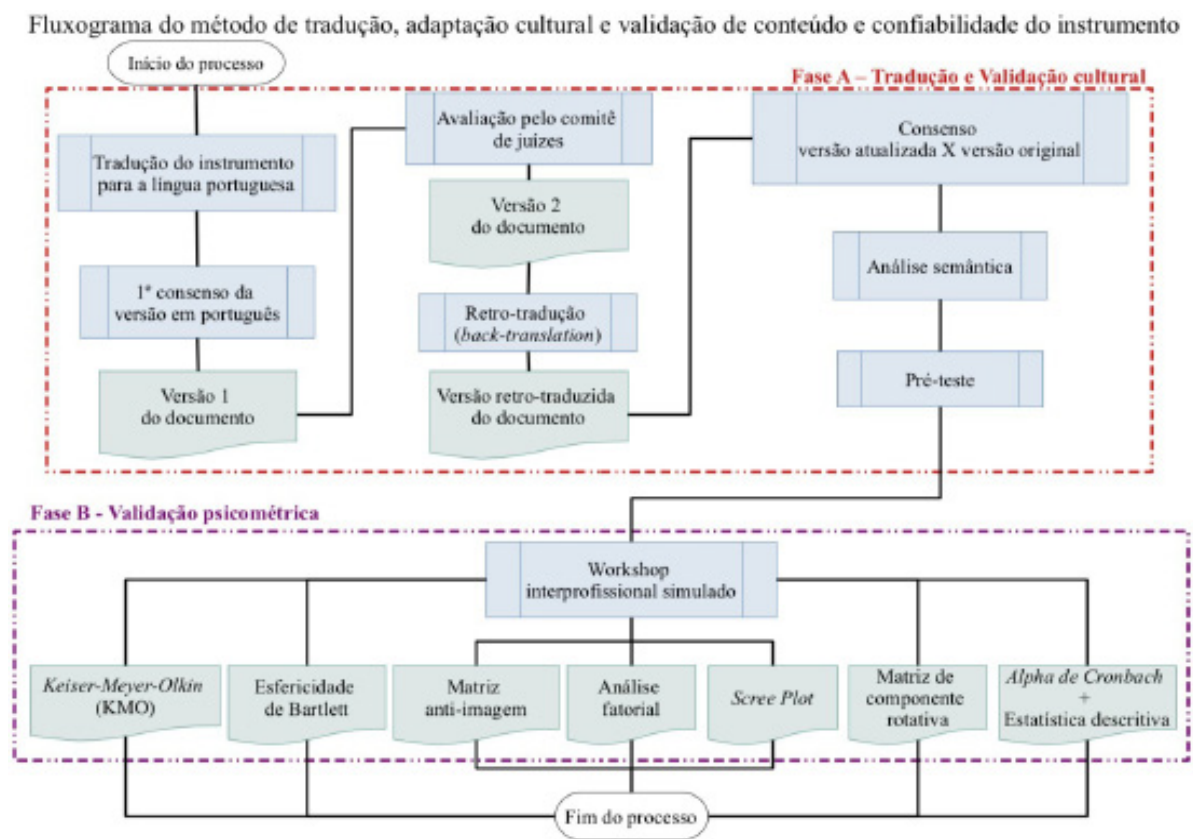 Fluxograma do método de tradução, adaptação cultural e validação de conteúdo e confiabilidade do instrumento
Início do processo
Fase A – Tradução e Validação cultural
Tradução do instrumento
para a língua portuguesa
1ª consenso da
versão em português
Versão 1
do documento
Avaliação pelo comitê
de juízes
Versão 2
do documento
Retro-tradução
(back-translation)
Versão retro-traduzida
do documento
Consenso
versão atualizada X versão original
Análise semântica
Pré-teste
Fase B - Validação psicométrica
Workshop
interprofissional simulado
Keiser-Meyer-Olkin
(KMO)
Esfericidade
de Bartlett
Matriz
anti-imagem
Análise
fatorial
Scree Plot
Matriz de
componente
rotativa
Alpha de Cronbach
+
Estatística descritiva
Fim do processo